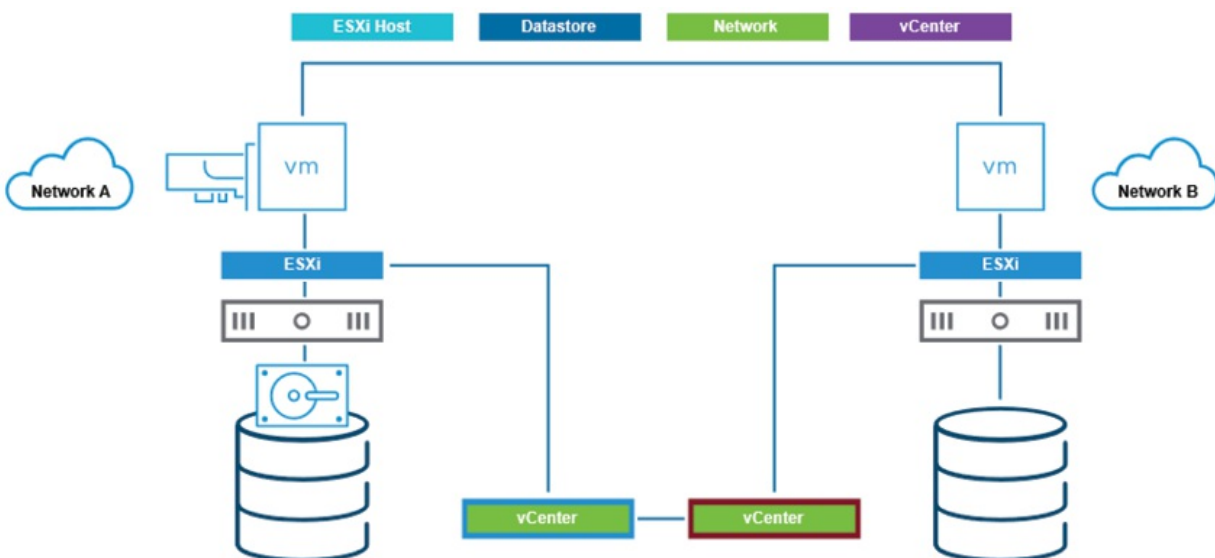 ESXi Host
Datastore
Network
vCenter
Network A
vm
vm
Network B
ESXi
ESXi
vCenter
vCenter